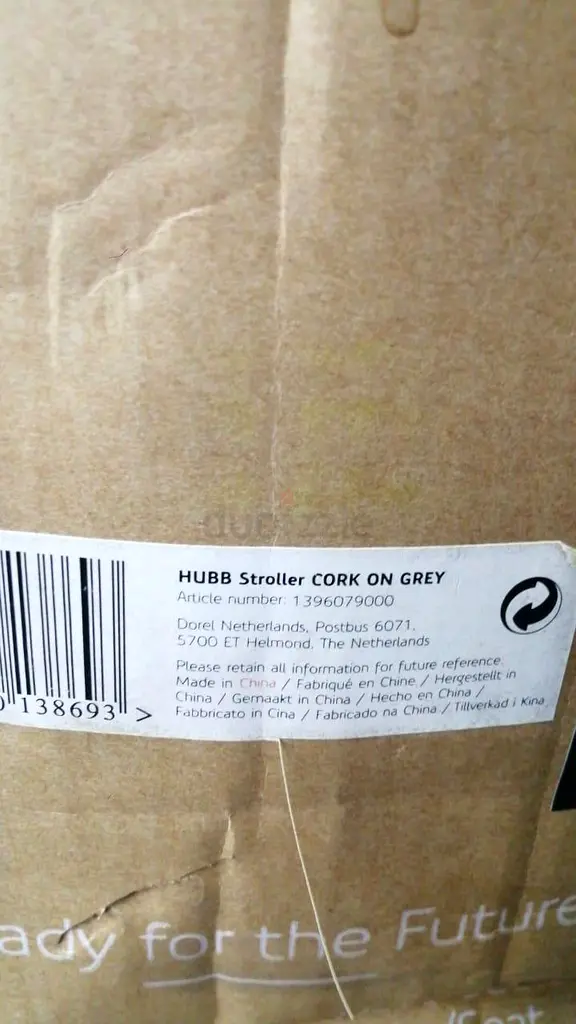 dubizzle
HUBB Stroller CORK ON GREY
Article number: 1396079000
Dorel Netherlands, Postbus 6071,
5700 ET Helmond, The Netherlands
Please retain all information for future reference.
Made in China / Fabriqué en Chine / Hergestellt in
China / Gemaakt in China / Hecho en China /
Fabbricato in Cina / Fabricado na China / Tillverkad i Kina
138693 >
ady for the Future